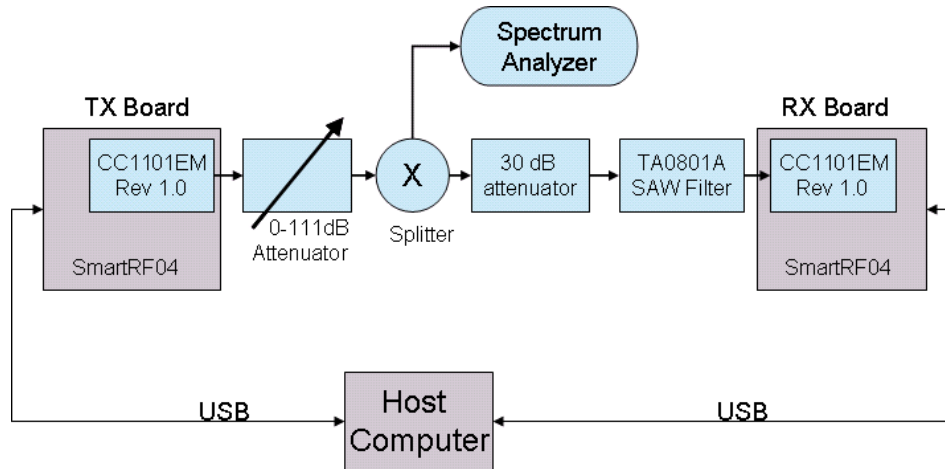 Spectrum
Analyzer
TX Board
RX Board
CC1101EM
Rev 1.0
X
30 dB
attenuator
TA0801A
SAW Filter
CC1101EM
Rev 1.0
0-111dB
Attenuator
Splitter
SmartRF04
SmartRF04
USB
Host
Computer
USB